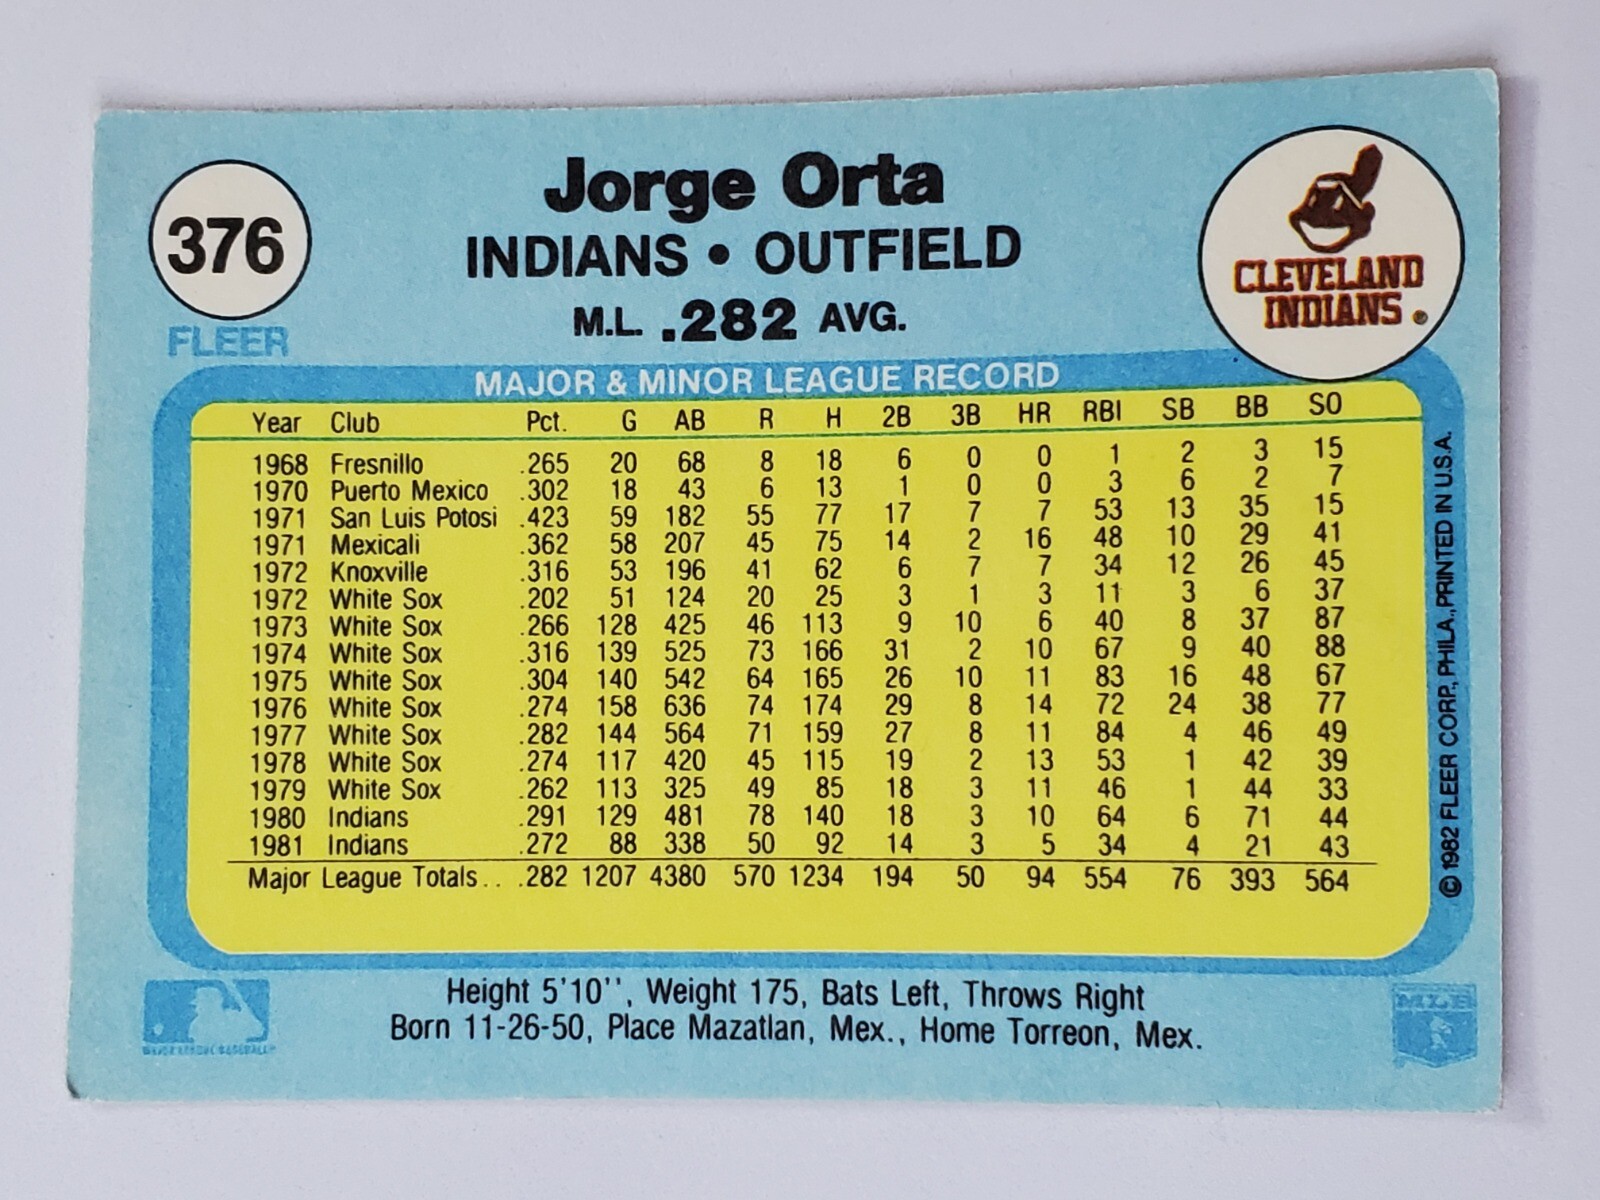 376
FLEER
Jorge Orta
INDIANS • OUTFIELD
M.L. .282 AVG.
CLEVELAND
INDIANS
MAJOR & MINOR LEAGUE RECORD
Year Club Pct. G AB R H 2B 3B HR RBI SB BB SO
1968 Fresnillo .265 20 68 8 18 6 0 0 1 2 3 15
1970 Puerto Mexico .302 18 43 6 13 1 0 0 3 6 2 7
1971 San Luis Potosi .423 59 182 55 77 17 7 7 53 13 35 15
1971 Mexicali .362 58 207 45 75 14 2 16 48 10 29 41
1972 Knoxville .316 53 196 41 62 6 7 7 34 12 26 45
1972 White Sox .202 51 124 20 25 3 1 3 11 3 6 37
1973 White Sox .266 128 425 46 113 9 10 6 40 8 37 87
1974 White Sox .316 139 525 73 166 31 2 10 67 9 40 88
1975 White Sox .304 140 542 64 165 26 10 11 83 16 48 67
1976 White Sox .274 158 636 74 174 29 8 14 72 24 38 77
1977 White Sox .282 144 564 71 159 27 8 11 84 4 46 49
1978 White Sox .274 117 420 45 115 19 2 13 53 1 42 39
1979 White Sox .262 113 325 49 85 18 3 11 46 1 44 33
1980 Indians .291 129 481 78 140 18 3 10 64 6 71 44
1981 Indians .272 88 338 50 92 14 3 5 34 4 21 43
Major League Totals . . . .282 1207 4380 570 1234 194 50 94 554 76 393 564
© 1982 FLEER CORP., PHILA., PRINTED IN U.S.A.
Height 5'10'', Weight 175, Bats Left, Throws Right
Born 11-26-50, Place Mazatlan, Mex., Home Torreon, Mex.
MAJOR LEAGUE BASEBALL